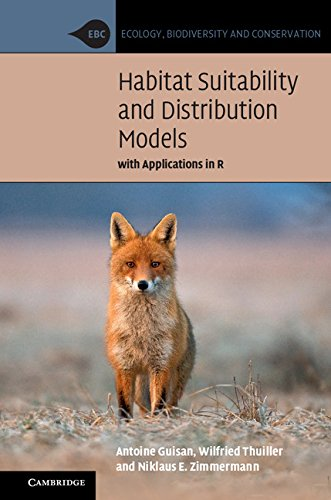 EBC
ECOLOGY, BIODIVERSITY AND CONSERVATION
Habitat Suitability
and Distribution
Models
with Applications in R
Antoine Guisan, Wilfried Thuiller
and Niklaus E. Zimmermann
CAMBRIDGE